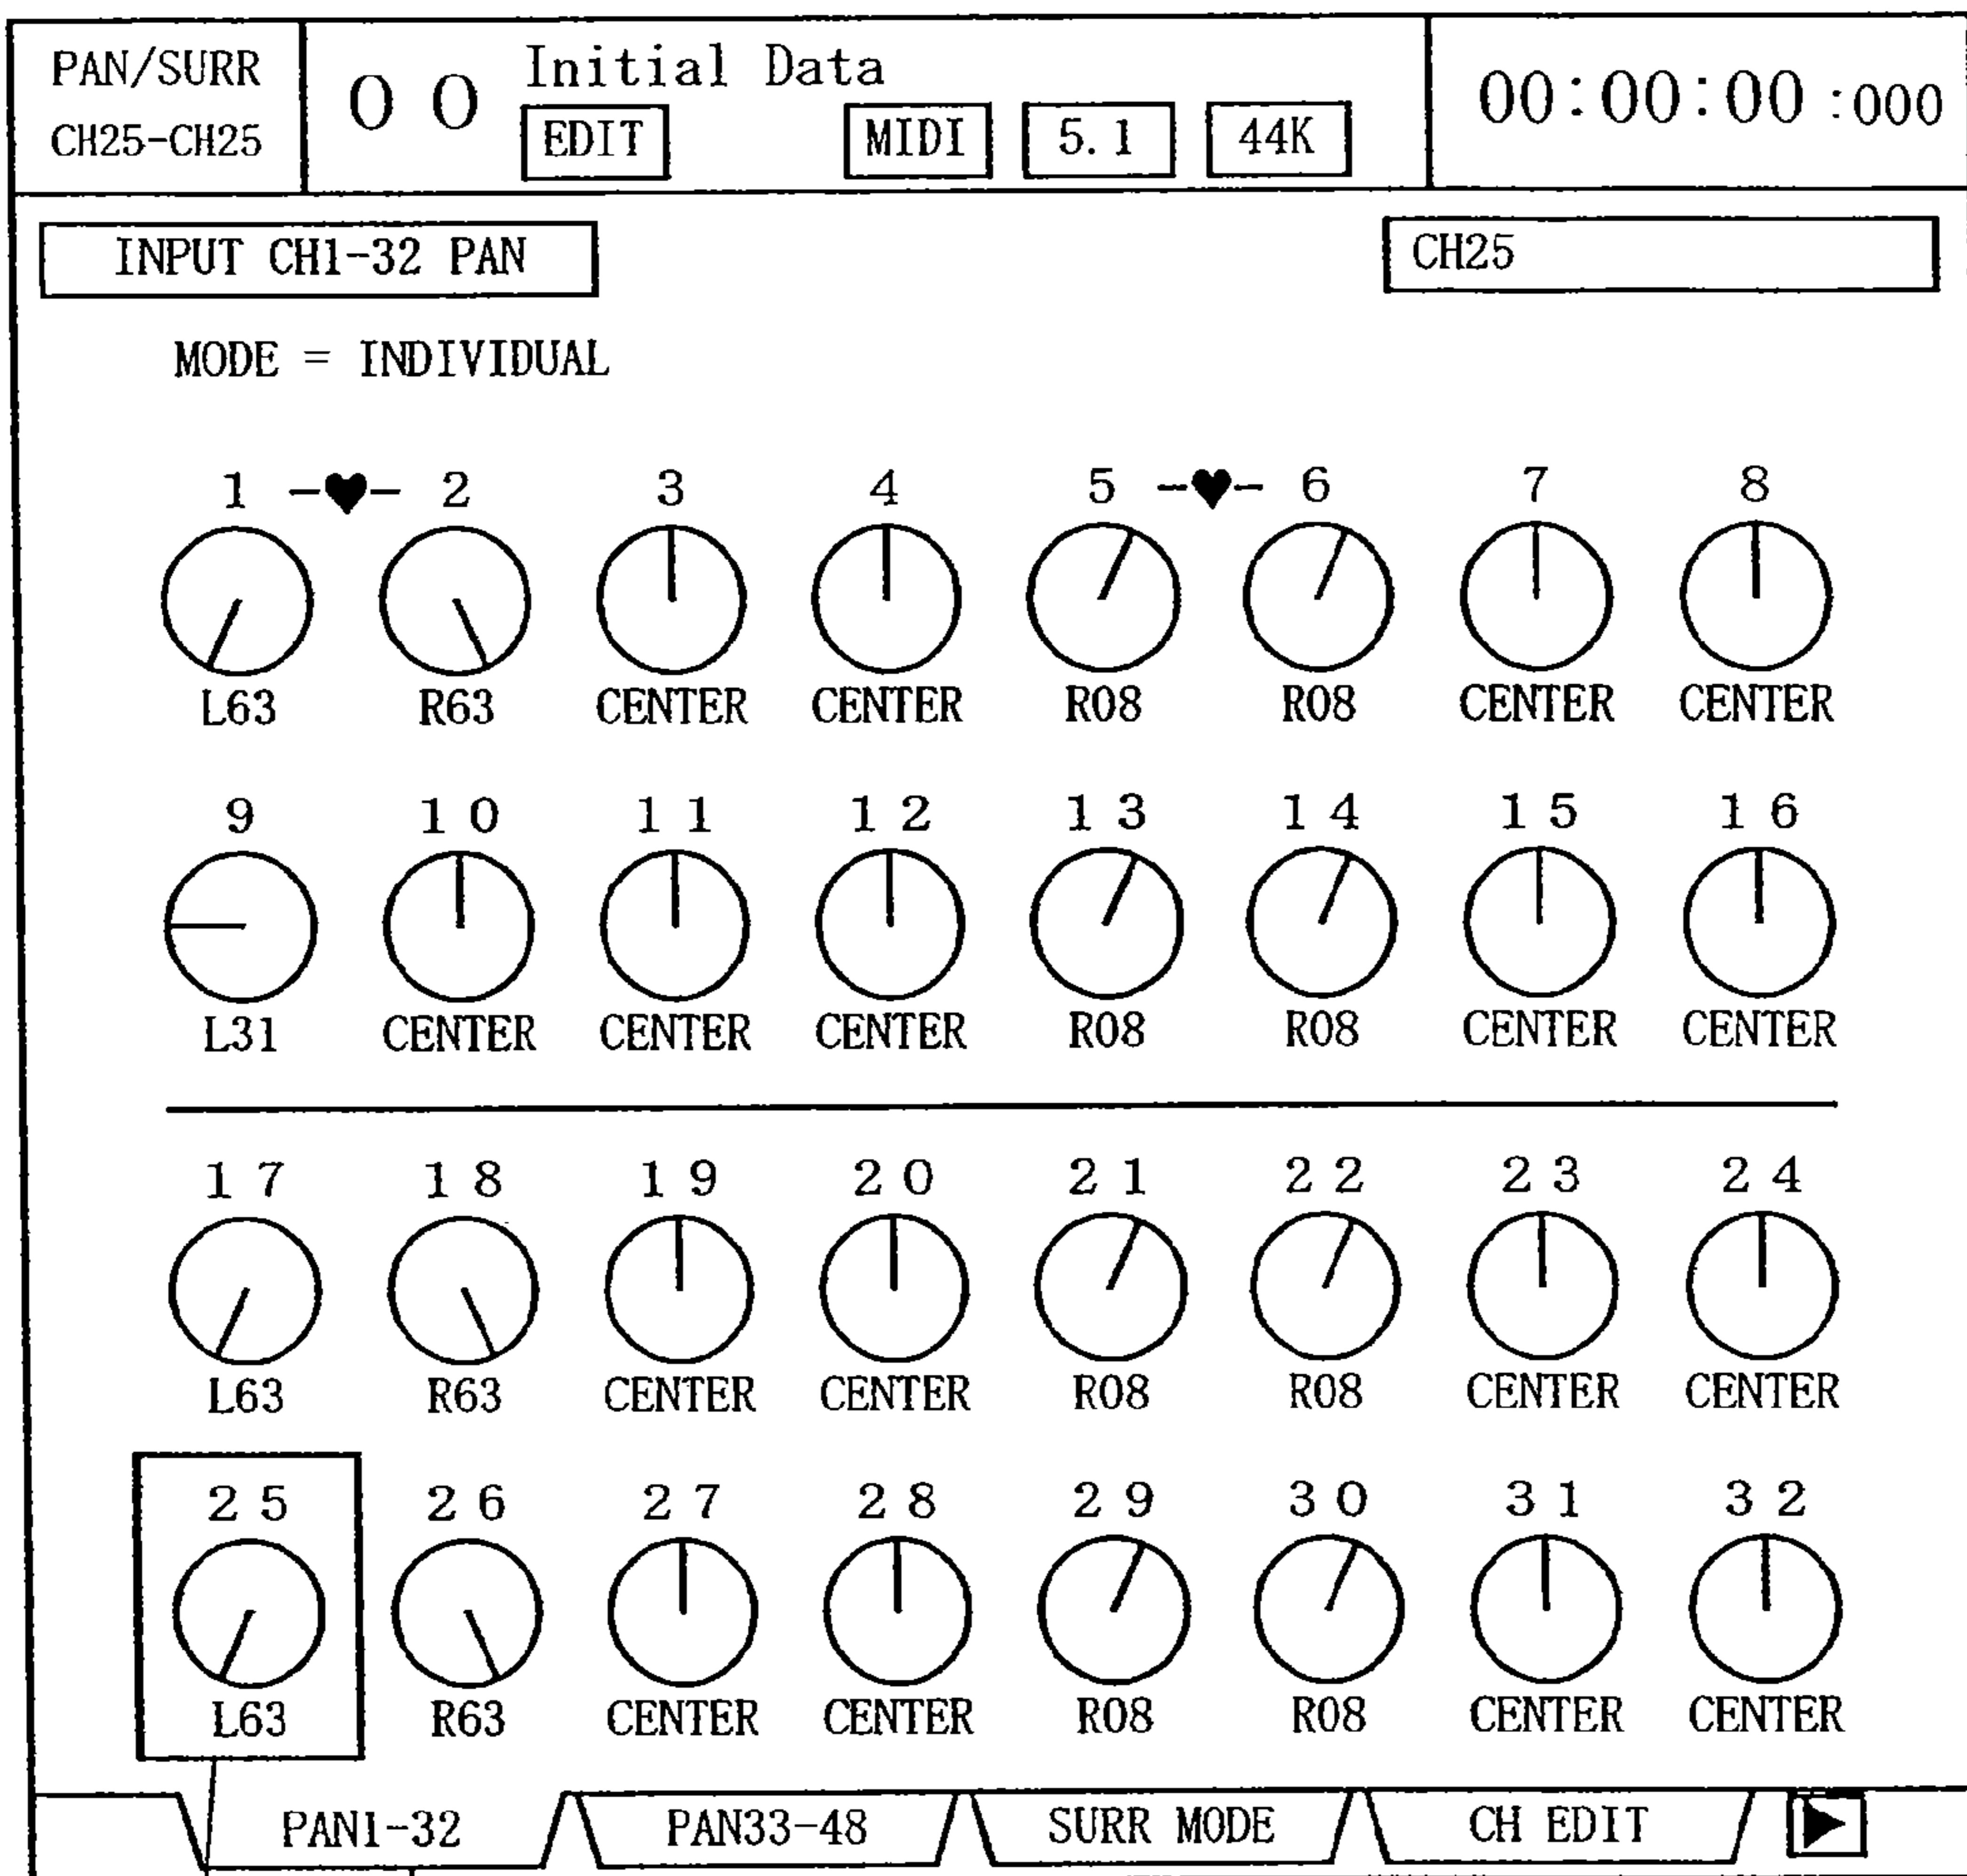 PAN/SURR
CH25-CH25
00 Initial Data
EDIT MIDI 5.1 44K
00:00:00:000
INPUT CH1-32 PAN
CH25
MODE = INDIVIDUAL
1 -♥- 2 3 4 5 -♥- 6 7 8
L63 R63 CENTER CENTER R08 R08 CENTER CENTER
9 10 11 12 13 14 15 16
L31 CENTER CENTER CENTER R08 R08 CENTER CENTER
17 18 19 20 21 22 23 24
L63 R63 CENTER CENTER R08 R08 CENTER CENTER
25 26 27 28 29 30 31 32
L63 R63 CENTER CENTER R08 R08 CENTER CENTER
PAN1-32 PAN33-48 SURR MODE CH EDIT